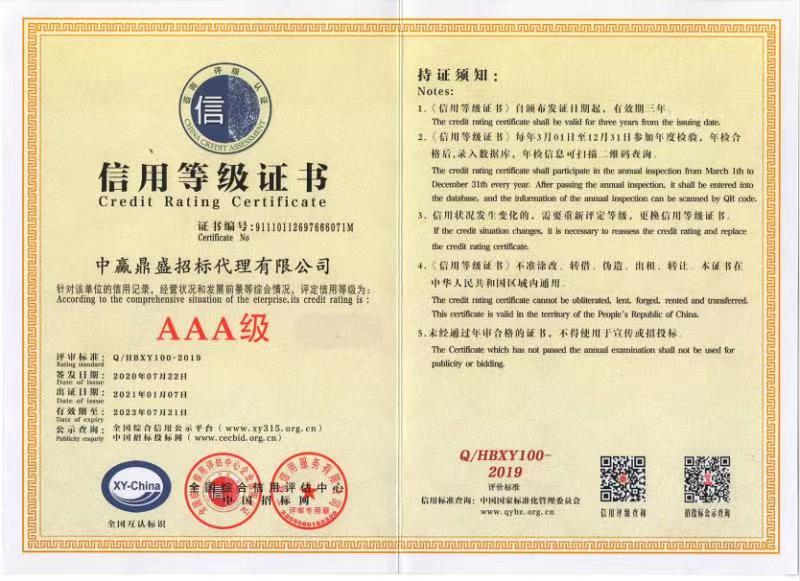 咨询评级认证
信
CHINA CREDIT ASSESSMENT
信用等级证书
Credit Rating Certificate
证书编号:91110112697666071M
Certificate No
中赢鼎盛招标代理有限公司
针对该单位的信用记录，经营状况和发展前景等综合情况，评定信用等级为：
According to the comprehensive situation of the eterprise,its credit rating is :
AAA级
评审标准: Q/HBXY100-2019
Rating standard
签发日期: 2020年07月22日
Date of issue
出证日期: 2021年01月07日
Date of issue
有效期至: 2023年07月21日
Date of expiry
公示查询: 全国综合信用公示平台 ( www.xy315.org.cn )
Publicity enquiry 中国招标投标网 ( www.cecbid.org.cn )
XY-China
全国互认标识
全国综合信用评估中心
中国招标网
信用服务有限
评审专用章
持证须知：
Notes:
1.《信用等级证书》自颁布发证日期起，有效期三年.
The credit rating certificate shall be valid for three years from the issuing date.
2.《信用等级证书》每年3月01日至12月31日参加年度检验，年检合
格后,录入数据库，年检信息可扫描二维码查询.
The credit rating certificate shall participate in the annual inspection from March 1th to
December 31th every year. After passing the annual inspection, it shall be entered into
the database, and the information of the annual inspection can be scanned by QR code.
3. 信用状况发生变化的，需要重新评定等级，更换信用等级证书.
If the credit situation changes, it is necessary to reassess the credit rating and replace
the credit rating certificate.
4.《信用等级证书》不准涂改、转借、伪造、出租、转让. 本证书在
中华人民共和国区域内通用.
The credit rating certificate cannot be obliterated, lent, forged, rented and transferred.
This certificate is valid in the territory of the People's Republic of China.
5.未经通过年审合格的证书，不得使用于宣传或招投标.
The Certificate which has not passed the annual examination shall not be used for
publicity or bidding.
Q/HBXY100-
2019
评价标准
信用标准查询：中国国家标准化管理委员会
www.qybz.org.cn
信用评级查询
招投标公示查询